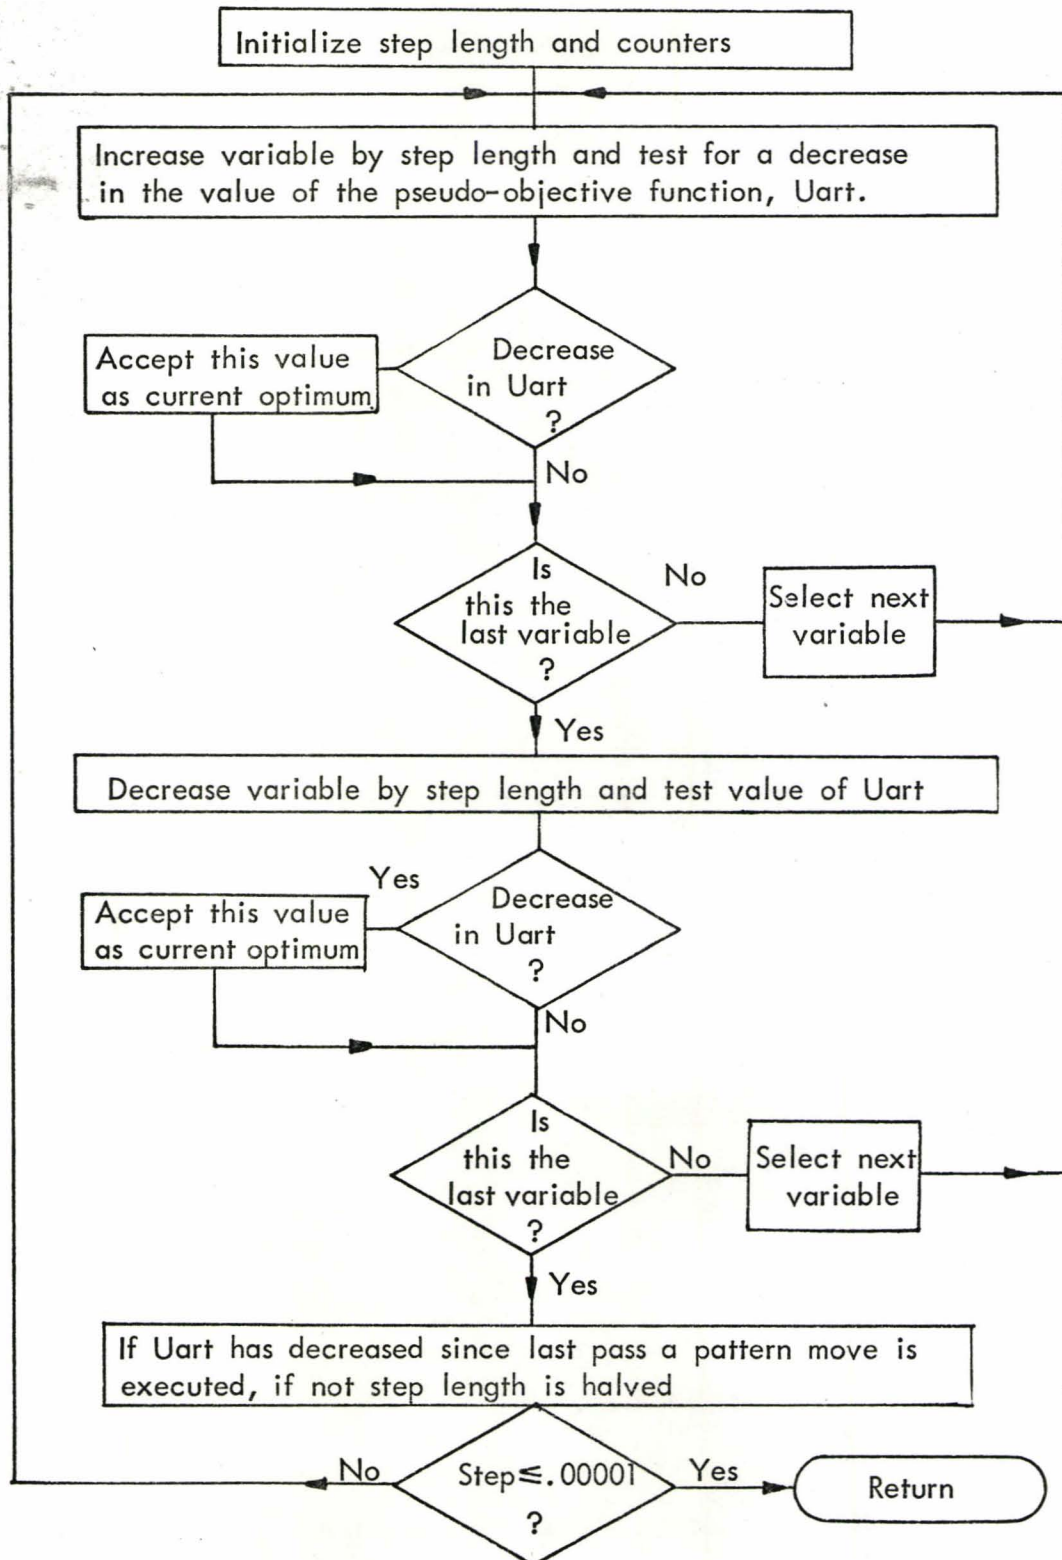 Initialize step length and counters
Increase variable by step length and test for a decrease
in the value of the pseudo-objective function, Uart.
Decrease
in Uart
?
Accept this value
as current optimum.
No
Is
this the
last variable
?
No
Select next
variable
Yes
Decrease variable by step length and test value of Uart
Yes
Decrease
in Uart
?
Accept this value
as current optimum
No
Is
this the
last variable
?
No
Select next
variable
Yes
If Uart has decreased since last pass a pattern move is
executed, if not step length is halved
No
Step≤.00001
?
Yes
Return